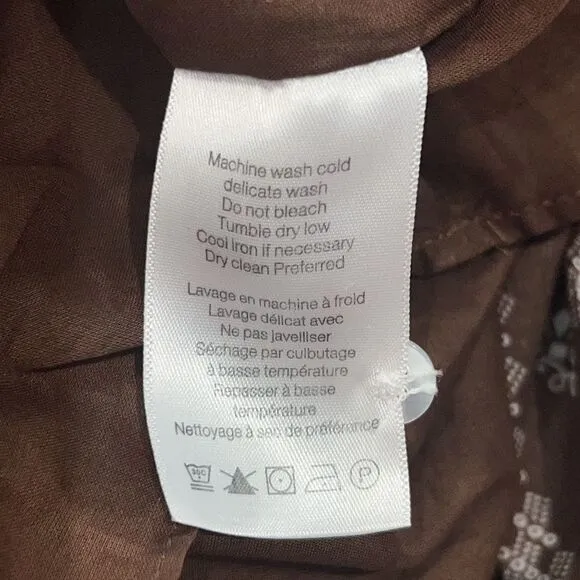 Machine wash cold
delicate wash
Do not bleach
Tumble dry low
Cool iron if necessary
Dry clean Preferred
Lavage en machine à froid
Lavage délicat avec
Ne pas javelliser
Séchage par culbutage
à basse température
Repasser à basse
température
Nettoyage à sec de préférence
30C
P